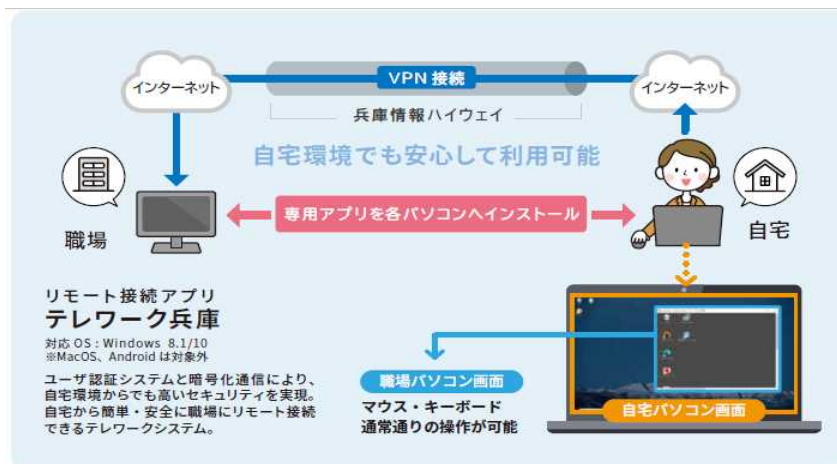 インターネット
VPN 接続
インターネット
兵庫情報ハイウェイ
自宅環境でも安心して利用可能
専用アプリを各パソコンへインストール
職場
自宅
リモート接続アプリ
テレワーク兵庫
対応 OS : Windows 8.1/10
※MacOS、Android は対象外
ユーザ認証システムと暗号化通信により、
自宅環境からでも高いセキュリティを実現。
自宅から簡単・安全に職場にリモート接続
できるテレワークシステム。
職場パソコン画面
マウス・キーボード
通常通りの操作が可能
自宅パソコン画面